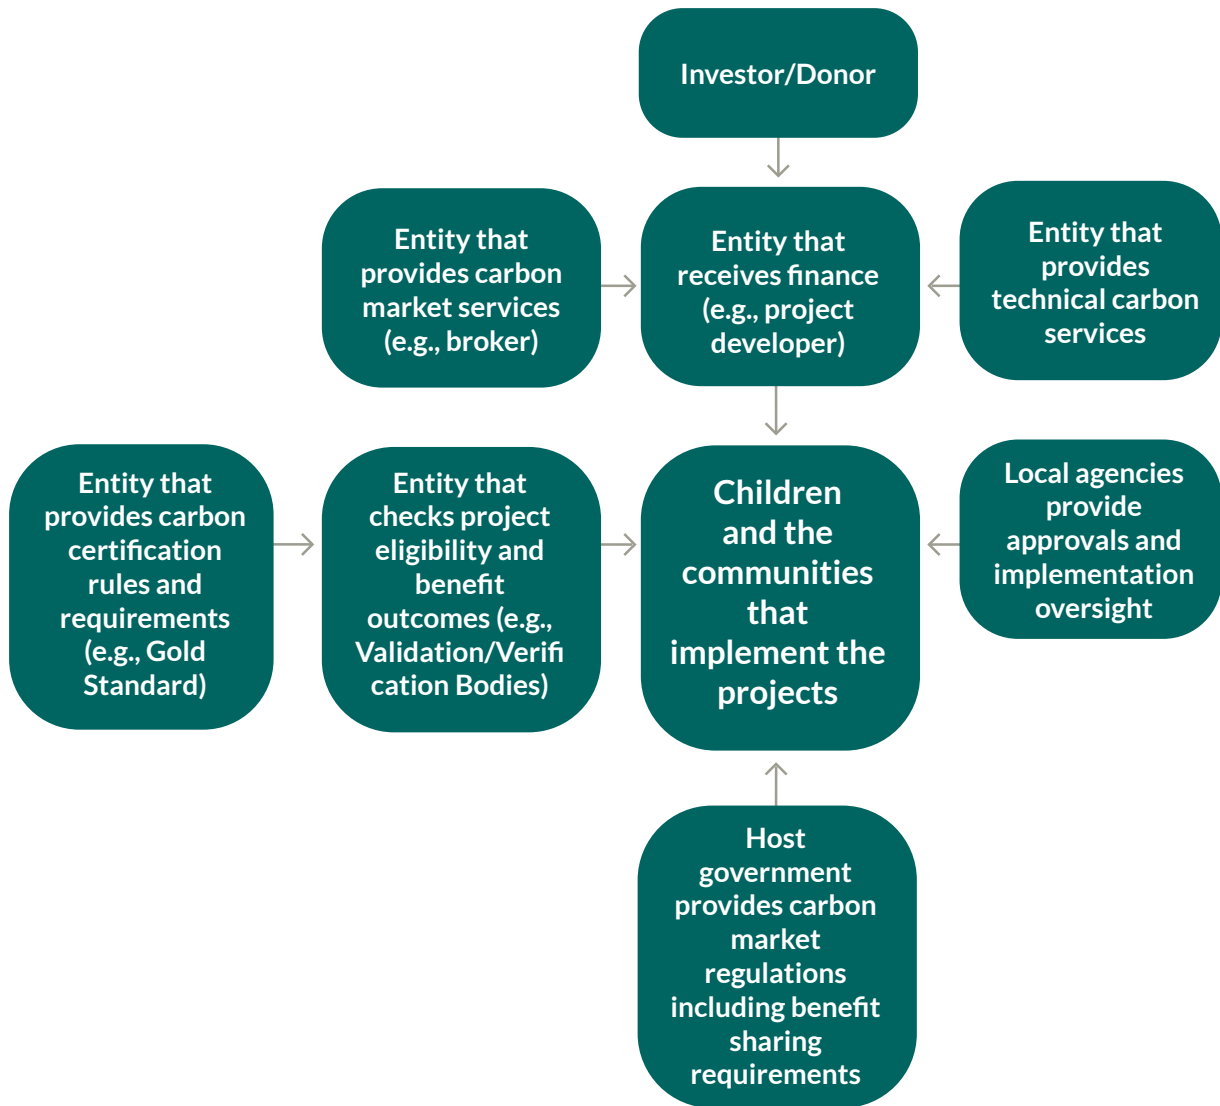 Investor/Donor
Entity that
provides carbon
market services
(e.g., broker)
Entity that
receives finance
(e.g., project
developer)
Entity that
provides
technical carbon
services
Entity that
provides carbon
certification
rules and
requirements
(e.g., Gold
Standard)
Entity that
checks project
eligibility and
benefit
outcomes (e.g.,
Validation/Verifi
cation Bodies)
Children
and the
communities
that
implement the
projects
Local agencies
provide
approvals and
implementation
oversight
Host
government
provides carbon
market
regulations
including benefit
sharing
requirements